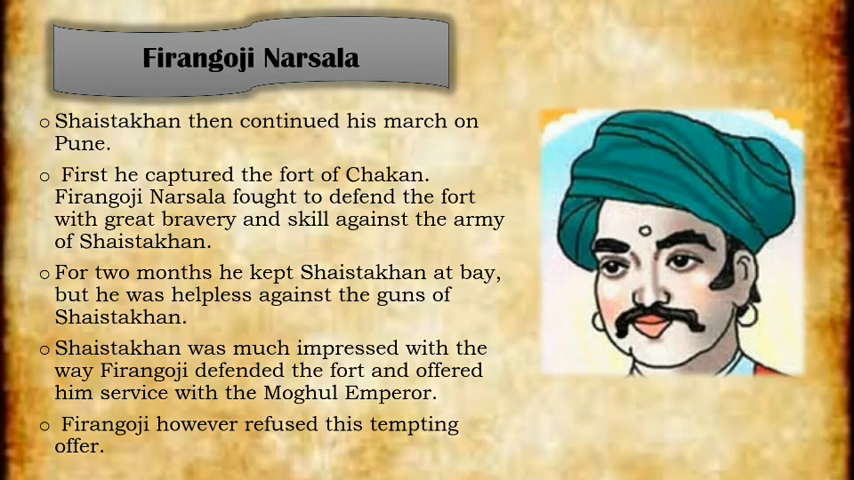 Firangoji Narsala
o Shaistakhan then continued his march on
Pune.
o First he captured the fort of Chakan.
Firangoji Narsala fought to defend the fort
with great bravery and skill against the army
of Shaistakhan.
o For two months he kept Shaistakhan at bay,
but he was helpless against the guns of
Shaistakhan.
o Shaistakhan was much impressed with the
way Firangoji defended the fort and offered
him service with the Moghul Emperor.
o Firangoji however refused this tempting
offer.